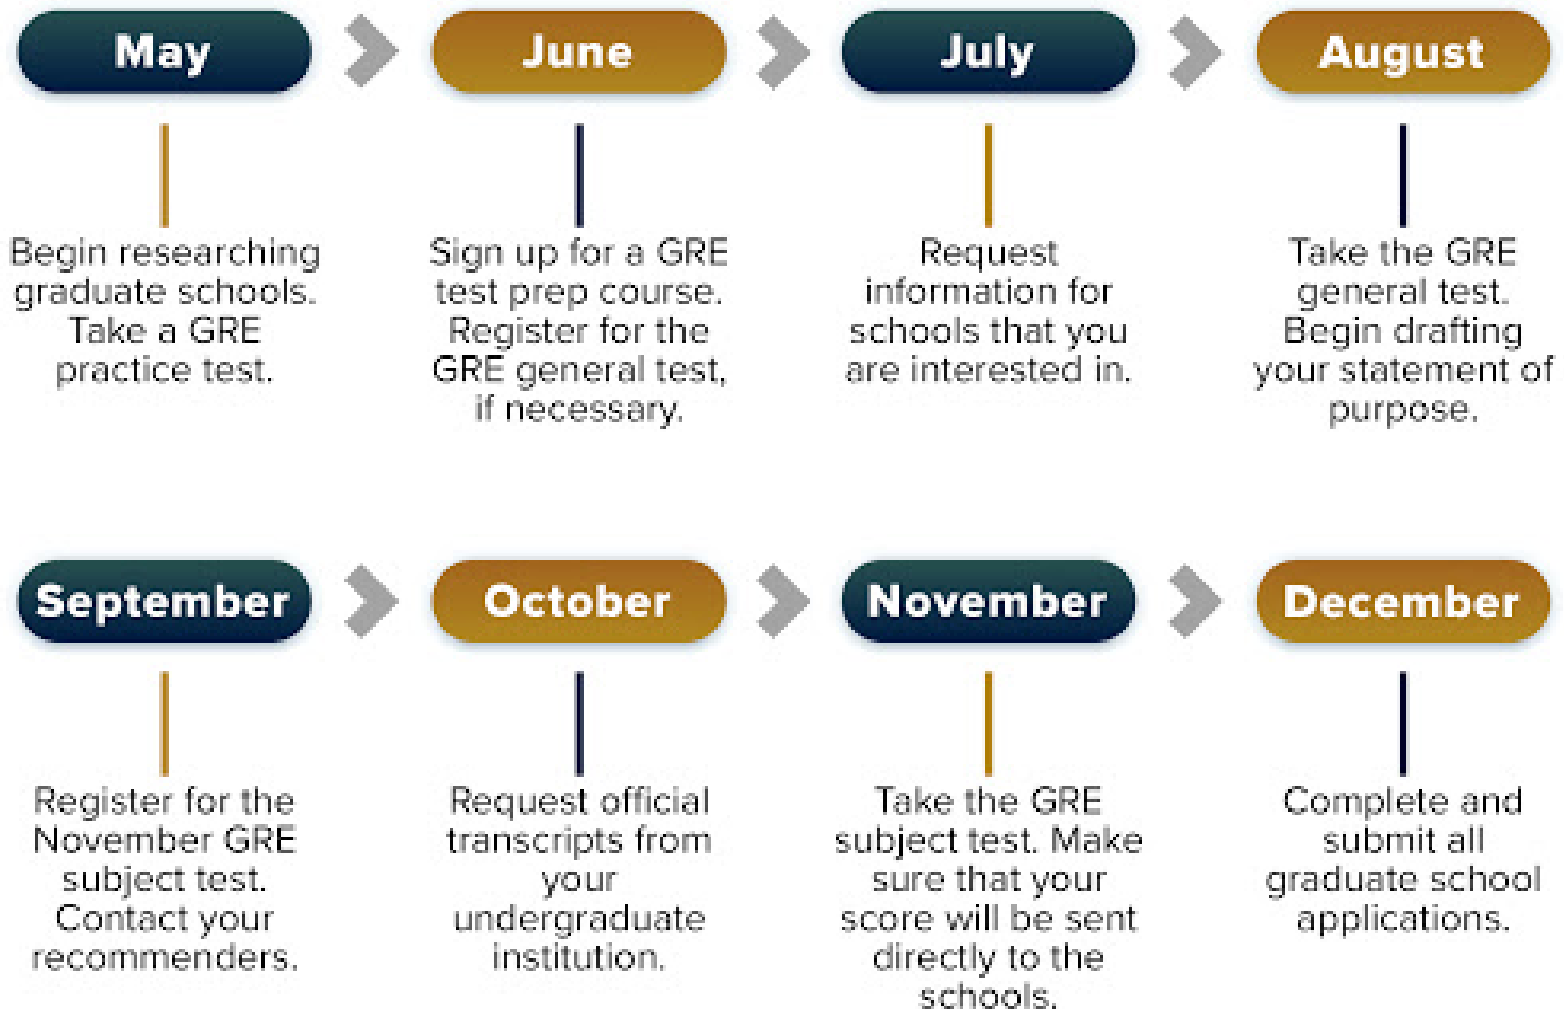 May
June
July
August
Begin researching
graduate schools.
Take a GRE
practice test.
Sign up for a GRE
test prep course.
Register for the
GRE general test,
if necessary.
Request
information for
schools that you
are interested in.
Take the GRE
general test.
Begin drafting
your statement of
purpose.
September
October
November
December
Register for the
November GRE
subject test.
Contact your
recommenders.
Request official
transcripts from
your
undergraduate
institution.
Take the GRE
subject test. Make
sure that your
score will be sent
directly to the
schools.
Complete and
submit all
graduate school
applications.